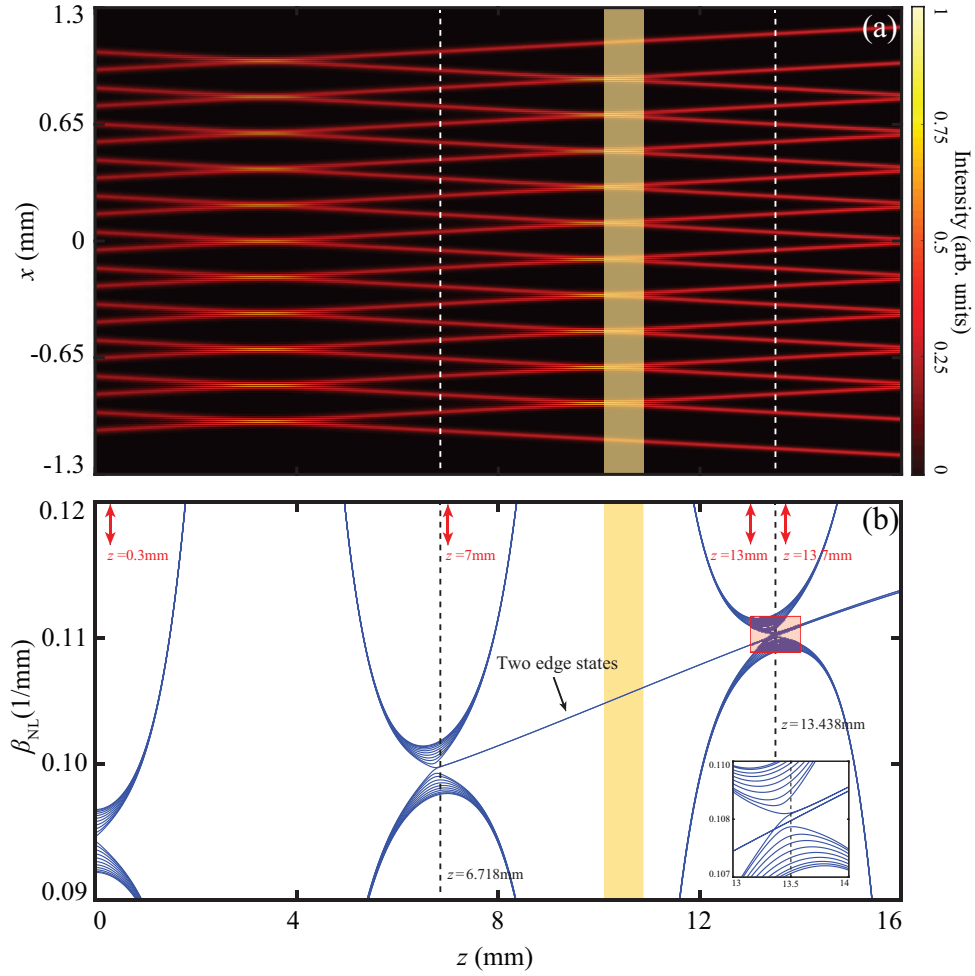 (a)
1.3
0.65
0
-0.65
-1.3
x (mm)
1
0.75
0.5
0.25
0
Intensity (arb. units)
(b)
0.12
0.11
0.10
0.09
βNL(1/mm)
z =0.3mm
z =7mm
z =13mm
z =13.7mm
Two edge states
z =13.438mm
z =6.718mm
0.110
0.108
0.107
13
13.5
14
0
4
8
12
16
z (mm)